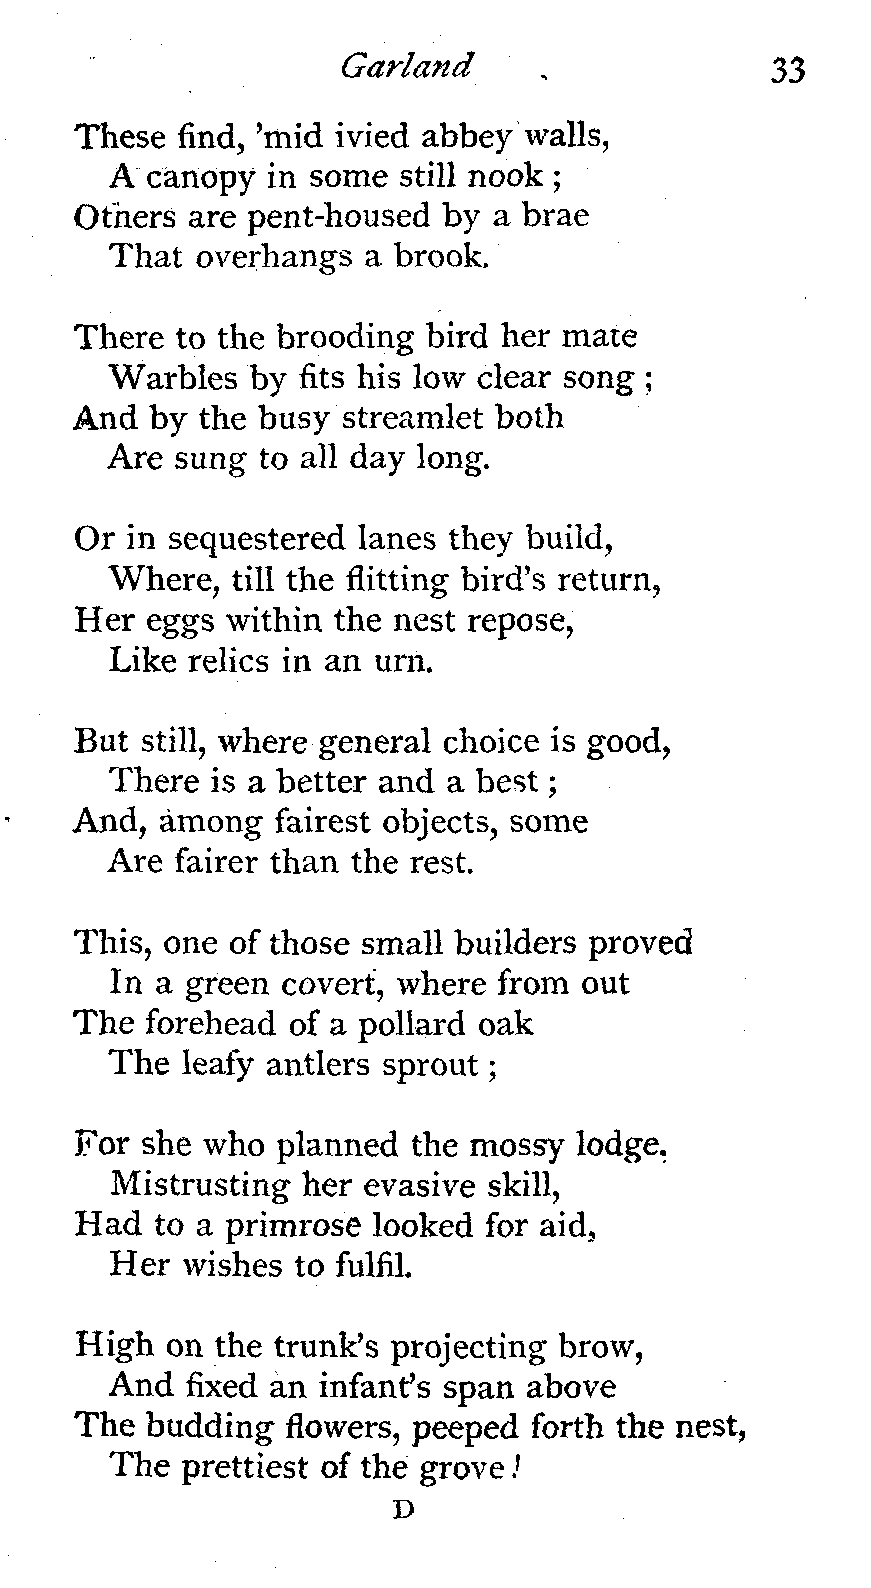 Garland 33
These find, ’mid ivied abbey walls,
A canopy in some still nook ;
Others are pent-housed by a brae
That overhangs a brook.
There to the brooding bird her mate
Warbles by fits his low clear song ;
And by the busy streamlet both
Are sung to all day long.
Or in sequestered lanes they build,
Where, till the flitting bird’s return,
Her eggs within the nest repose,
Like relics in an urn.
But still, where general choice is good,
There is a better and a best ;
And, among fairest objects, some
Are fairer than the rest.
This, one of those small builders proved
In a green covert, where from out
The forehead of a pollard oak
The leafy antlers sprout ;
For she who planned the mossy lodge,
Mistrusting her evasive skill,
Had to a primrose looked for aid,
Her wishes to fulfil.
High on the trunk’s projecting brow,
And fixed an infant’s span above
The budding flowers, peeped forth the nest,
The prettiest of the grove !
D